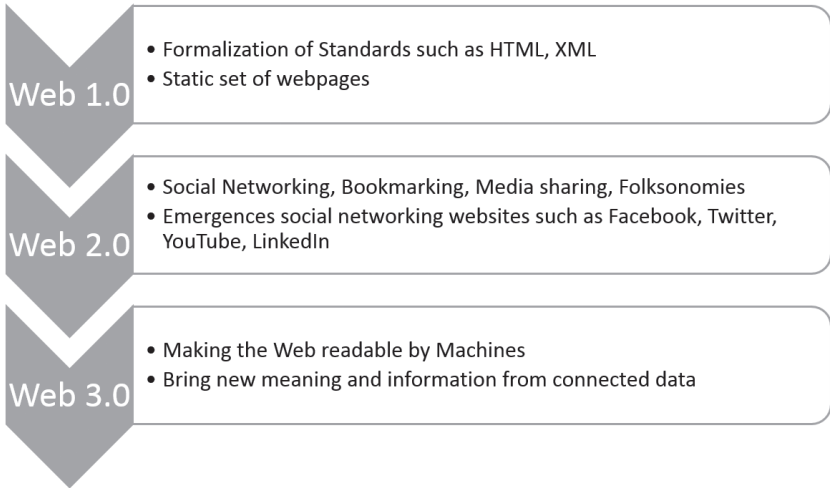 Web 1.0
• Formalization of Standards such as HTML, XML
• Static set of webpages
Web 2.0
• Social Networking, Bookmarking, Media sharing, Folksonomies
• Emergences social networking websites such as Facebook, Twitter,
YouTube, LinkedIn
Web 3.0
• Making the Web readable by Machines
• Bring new meaning and information from connected data